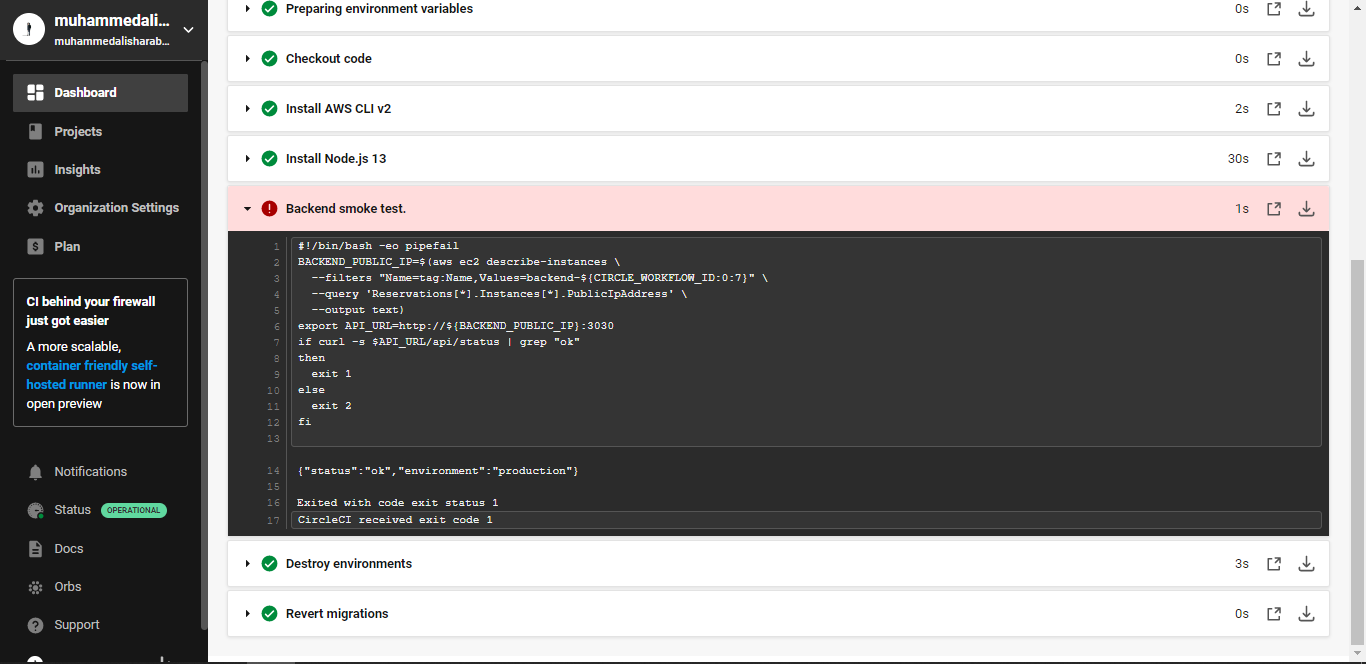 muhammedali...
muhammedalisharab...
Dashboard
Projects
Insights
Organization Settings
$ Plan
CI behind your firewall
just got easier
A more scalable,
container friendly self-
hosted runner is now in
open preview
Notifications
Status OPERATIONAL
Docs
Orbs
? Support
Preparing environment variables 0s
Checkout code 0s
Install AWS CLI v2 2s
Install Node.js 13 30s
! Backend smoke test. 1s
1 #!/bin/bash -eo pipefail
2 BACKEND_PUBLIC_IP=$(aws ec2 describe-instances \
3 --filters "Name=tag:Name,Values=backend-${CIRCLE_WORKFLOW_ID:0:7}" \
4 --query 'Reservations[*].Instances[*].PublicIpAddress' \
5 --output text)
6 export API_URL=http://${BACKEND_PUBLIC_IP}:3030
7 if curl -s $API_URL/api/status | grep "ok"
8 then
9 exit 1
10 else
11 exit 2
12 fi
13
14 {"status":"ok","environment":"production"}
15
16 Exited with code exit status 1
17 CircleCI received exit code 1
Destroy environments 3s
Revert migrations 0s